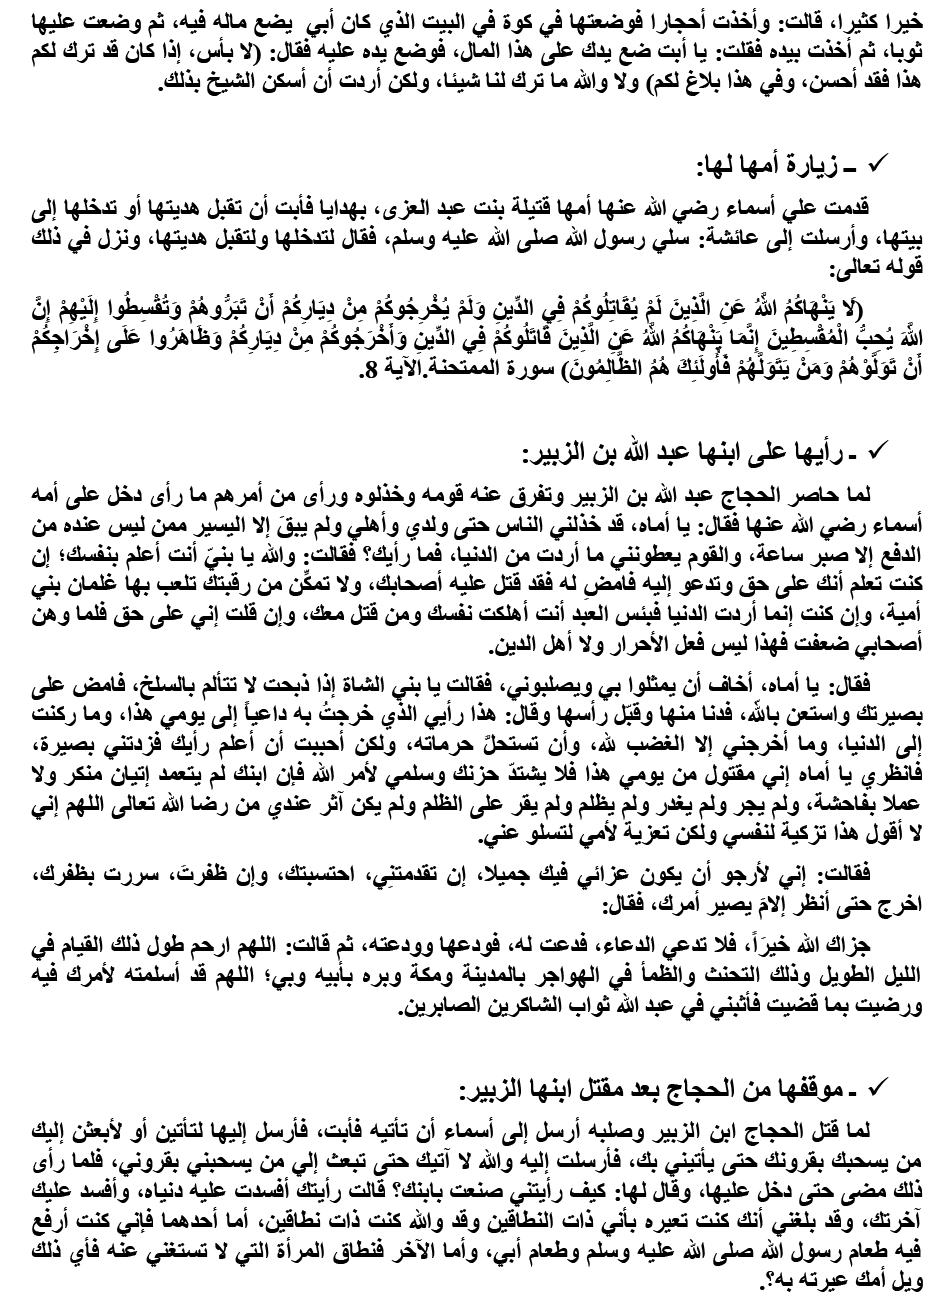 خيرا كثيرا، قالت: وأخذت أحجارا فوضعتها في كوة في البيت الذي كان أبي يضع ماله فيه، ثم وضعت عليها
ثوبا، ثم أخذت بيده فقلت: يا أبت ضع يدك على هذا المال، فوضع يده عليه فقال: (لا بأس، إذا كان قد ترك لكم
هذا فقد أحسن، وفي هذا بلاغ لكم) ولا والله ما ترك لنا شيئا، ولكن أردت أن أسكن الشيخ بذلك.
✓ ــ زيارة أمها لها:
قدمت علي أسماء رضي الله عنها أمها قتيلة بنت عبد العزى، بهدايا فأبت أن تقبل هديتها أو تدخلها إلى
بيتها، وأرسلت إلى عائشة: سلي رسول الله صلى الله عليه وسلم، فقال لتدخلها ولتقبل هديتها، ونزل في ذلك
قوله تعالى:
(لَا يَنْهَاكُمُ اللَّهُ عَنِ الَّذِينَ لَمْ يُقَاتِلُوكُمْ فِي الدِّينِ وَلَمْ يُخْرِجُوكُمْ مِنْ دِيَارِكُمْ أَنْ تَبَرُّوهُمْ وَتُقْسِطُوا إِلَيْهِمْ إِنَّ
اللَّهَ يُحِبُّ الْمُقْسِطِينَ إِنَّمَا يَنْهَاكُمُ اللَّهُ عَنِ الَّذِينَ قَاتَلُوكُمْ فِي الدِّينِ وَأَخْرَجُوكُمْ مِنْ دِيَارِكُمْ وَظَاهَرُوا عَلَى إِخْرَاجِكُمْ
أَنْ تَوَلَّوْهُمْ وَمَنْ يَتَوَلَّهُمْ فَأُولَئِكَ هُمُ الظَّالِمُونَ) سورة الممتحنة.الآية 8.
✓ ـ رأيها على ابنها عبد الله بن الزبير:
لما حاصر الحجاج عبد الله بن الزبير وتفرق عنه قومه وخذلوه ورأى من أمرهم ما رأى دخل على أمه
أسماء رضي الله عنها فقال: يا أماه، قد خذلني الناس حتى ولدي وأهلي ولم يبقَ إلا اليسير ممن ليس عنده من
الدفع إلا صبر ساعة، والقوم يعطونني ما أردت من الدنيا، فما رأيك؟ فقالت: والله يا بنيّ أنت أعلم بنفسك؛ إن
كنت تعلم أنك على حق وتدعو إليه فامضِ له فقد قتل عليه أصحابك، ولا تمكِّن من رقبتك تلعب بها غلمان بني
أمية، وإن كنت إنما أردت الدنيا فبئس العبد أنت أهلكت نفسك ومن قتل معك، وإن قلت إني على حق فلما وهن
أصحابي ضعفت فهذا ليس فعل الأحرار ولا أهل الدين.
فقال: يا أماه، أخاف أن يمثلوا بي ويصلبوني، فقالت يا بني الشاة إذا ذبحت لا تتألم بالسلخ، فامض على
بصيرتك واستعن بالله، فدنا منها وقبّل رأسها وقال: هذا رأيي الذي خرجتُ به داعياً إلى يومي هذا، وما ركنت
إلى الدنيا، وما أخرجني إلا الغضب لله، وأن تستحلَّ حرماته، ولكن أحببت أن أعلم رأيك فزدتني بصيرة،
فانظري يا أماه إني مقتول من يومي هذا فلا يشتدّ حزنك وسلمي لأمر الله فإن ابنك لم يتعمد إتيان منكر ولا
عملا بفاحشة، ولم يجر ولم يغدر ولم يظلم ولم يقر على الظلم ولم يكن آثر عندي من رضا الله تعالى اللهم إني
لا أقول هذا تزكية لنفسي ولكن تعزية لأمي لتسلو عني.
فقالت: إني لأرجو أن يكون عزائي فيك جميلا، إن تقدمتنِي، احتسبتك، وإن ظفرتَ، سررت بظفرك،
اخرج حتى أنظر إلامَ يصير أمرك، فقال:
جزاك الله خيرَاً، فلا تدعي الدعاء، فدعت له، فودعها وودعته، ثم قالت: اللهم ارحم طول ذلك القيام في
الليل الطويل وذلك التحنث والظمأ في الهواجر بالمدينة ومكة وبره بأبيه وبي؛ اللهم قد أسلمته لأمرك فيه
ورضيت بما قضيت فأثبني في عبد الله ثواب الشاكرين الصابرين.
✓ ـ موقفها من الحجاج بعد مقتل ابنها الزبير:
لما قتل الحجاج ابن الزبير وصلبه أرسل إلى أسماء أن تأتيه فأبت، فأرسل إليها لتأتين أو لأبعثن إليك
من يسحبك بقرونك حتى يأتيني بك، فأرسلت إليه والله لا آتيك حتى تبعث إلي من يسحبني بقروني، فلما رأى
ذلك مضى حتى دخل عليها، وقال لها: كيف رأيتني صنعت بابنك؟ قالت رأيتك أفسدت عليه دنياه، وأفسد عليك
آخرتك، وقد بلغني أنك كنت تعيره بأني ذات النطاقين وقد والله كنت ذات نطاقين، أما أحدهما فإني كنت أرفع
فيه طعام رسول الله صلى الله عليه وسلم وطعام أبي، وأما الآخر فنطاق المرأة التي لا تستغني عنه فأي ذلك
ويل أمك عيرته به؟.